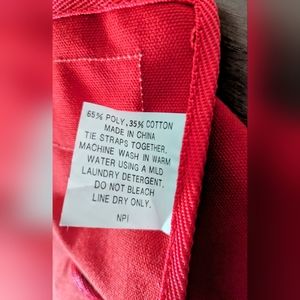 65% POLY, 35% COTTON
MADE IN CHINA
TIE STRAPS TOGETHER.
MACHINE WASH IN WARM
WATER USING A MILD
LAUNDRY DETERGENT.
DO NOT BLEACH
LINE DRY ONLY.
NPI